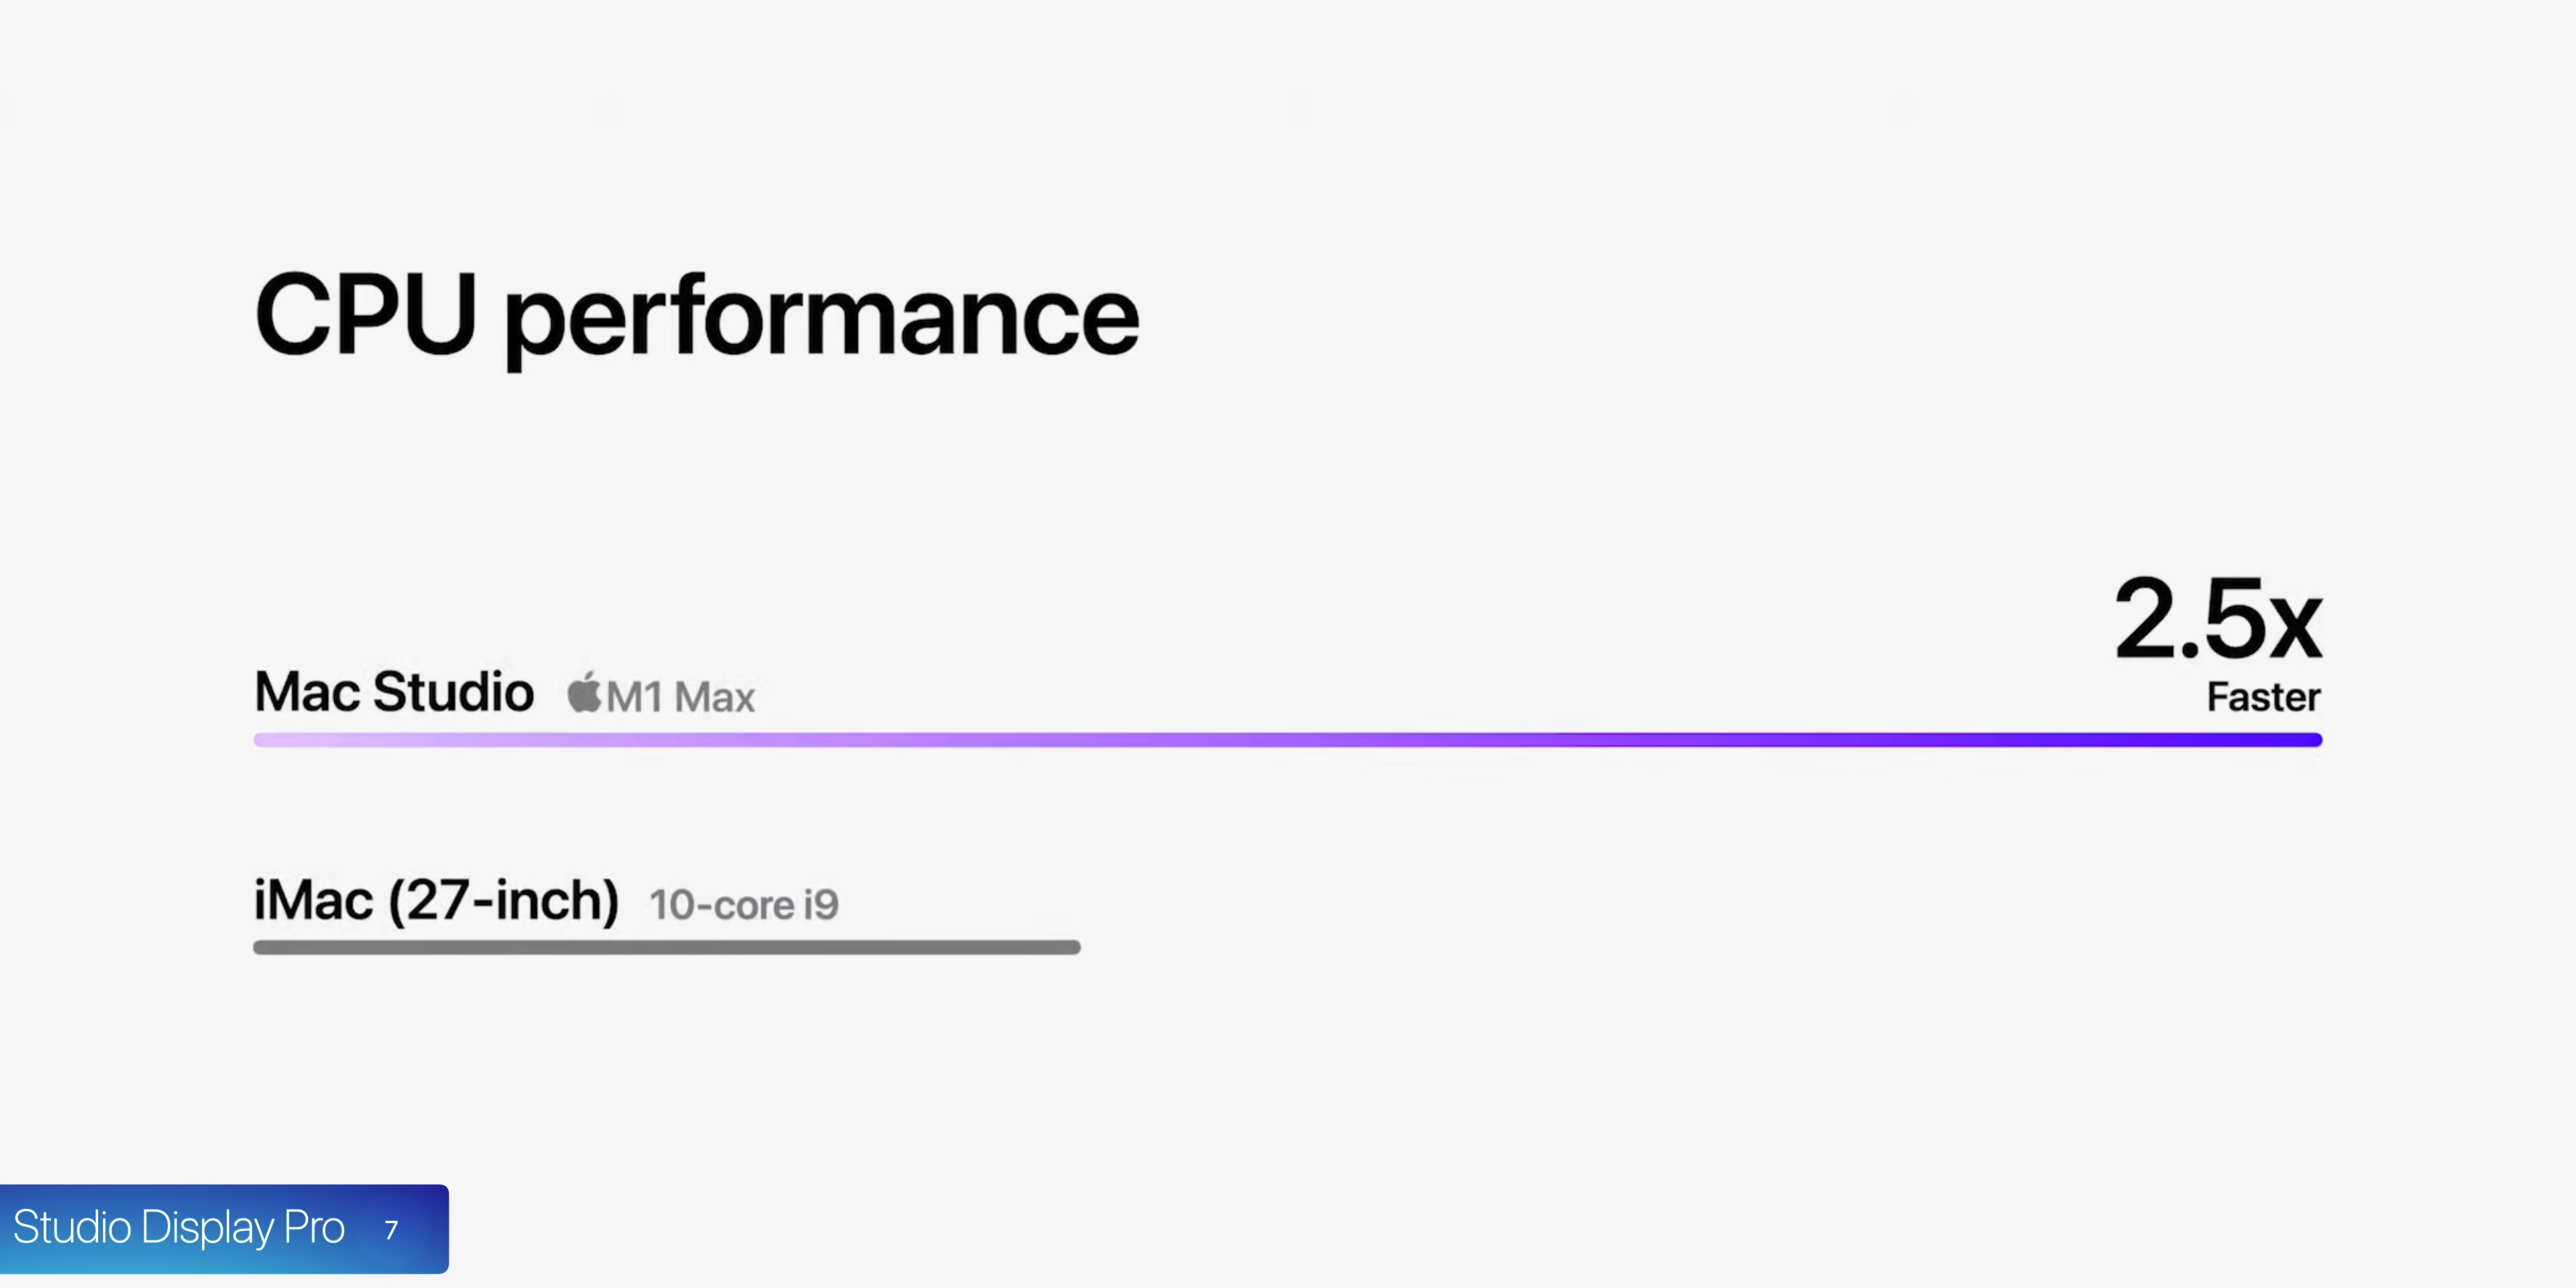 CPU performance
2.5x
Faster
Mac Studio M1 Max
iMac (27-inch) 10-core i9
Studio Display Pro 7